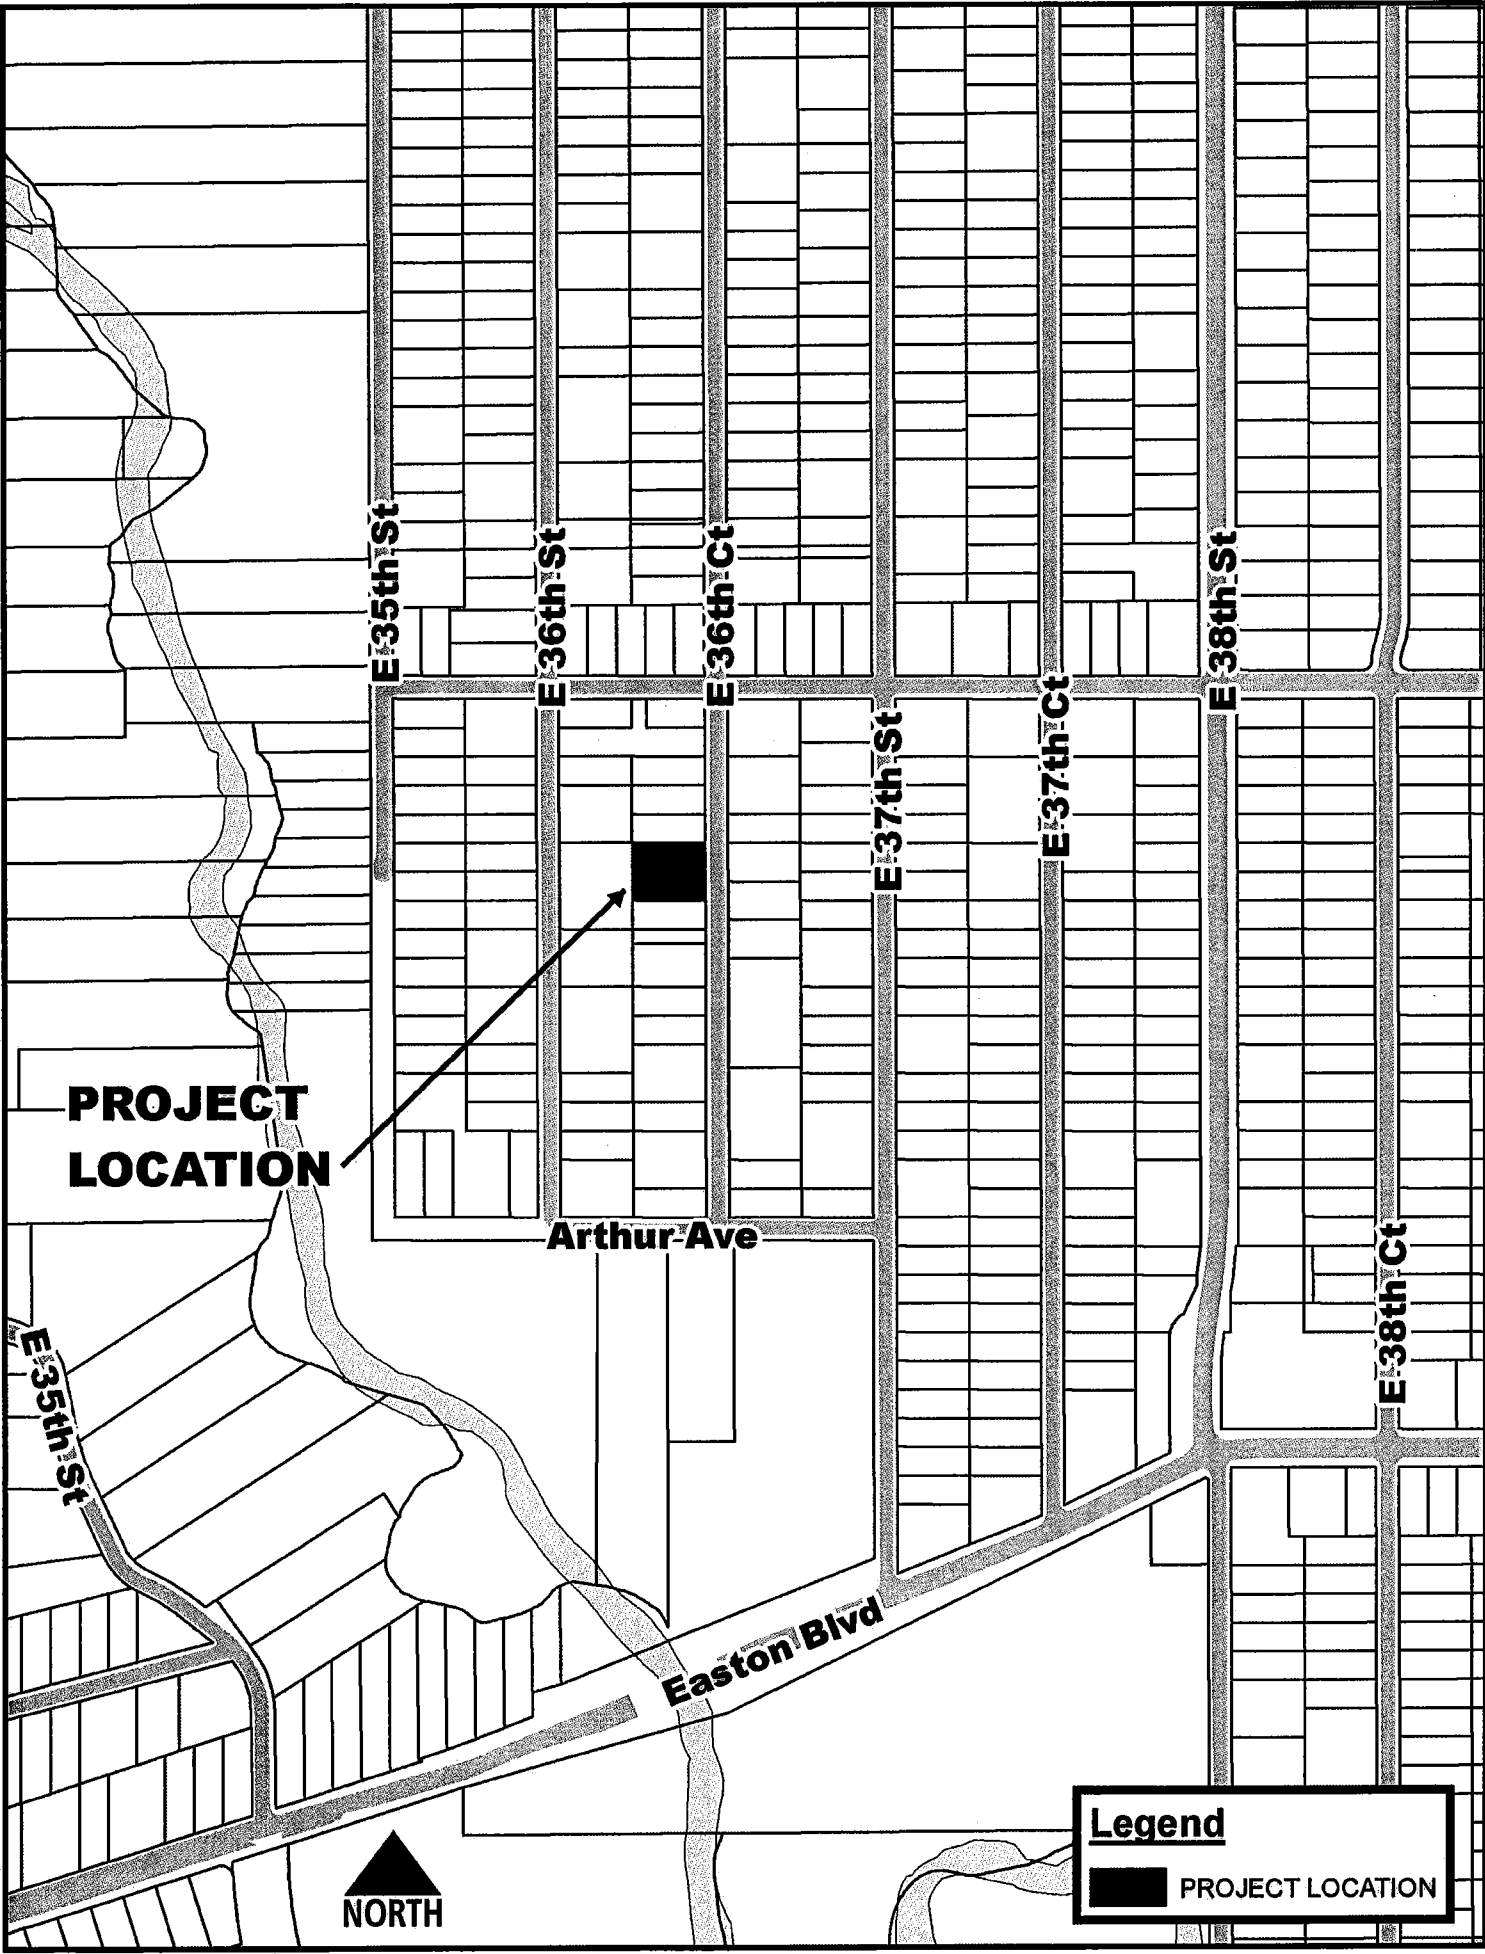 E 35th St
E 36th St
E 36th Ct
E 37th St
E 37th Ct
E 38th St
PROJECT
LOCATION
Arthur Ave
E 38th Ct
E 35th St
Easton Blvd
NORTH
Legend
PROJECT LOCATION